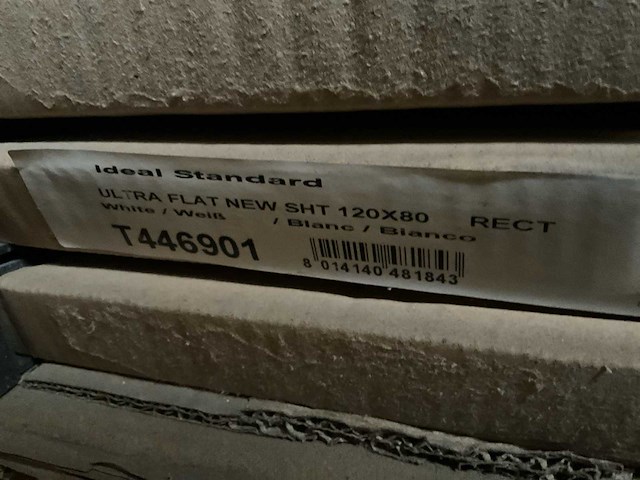 Ideal Standard
ULTRA FLAT NEW SHT 120X80 RECT
White / Weiß / Blanc / Bianco
T446901
8 014140 481843